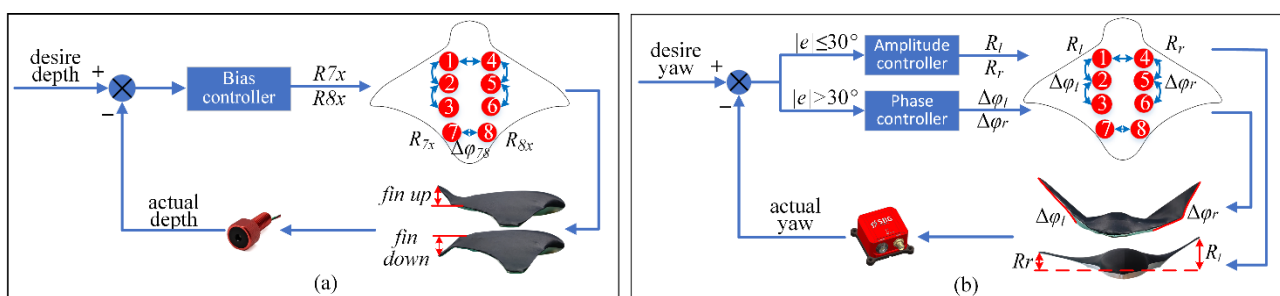 desire
depth
+
−
Bias
controller
R7x
R8x
1
4
2
5
3
6
7
8
R7x
Δφ78
R8x
actual
depth
fin up
fin
down
(a)
desire
yaw
+
−
|e|≤30°
|e|>30°
Amplitude
controller
Phase
controller
Rl
Rr
Δφl
Δφr
Rl
1
4
Rr
Δφl
2
5
Δφr
3
6
7
8
actual
yaw
SBG
Δφl
Δφr
Rr
Rl
(b)